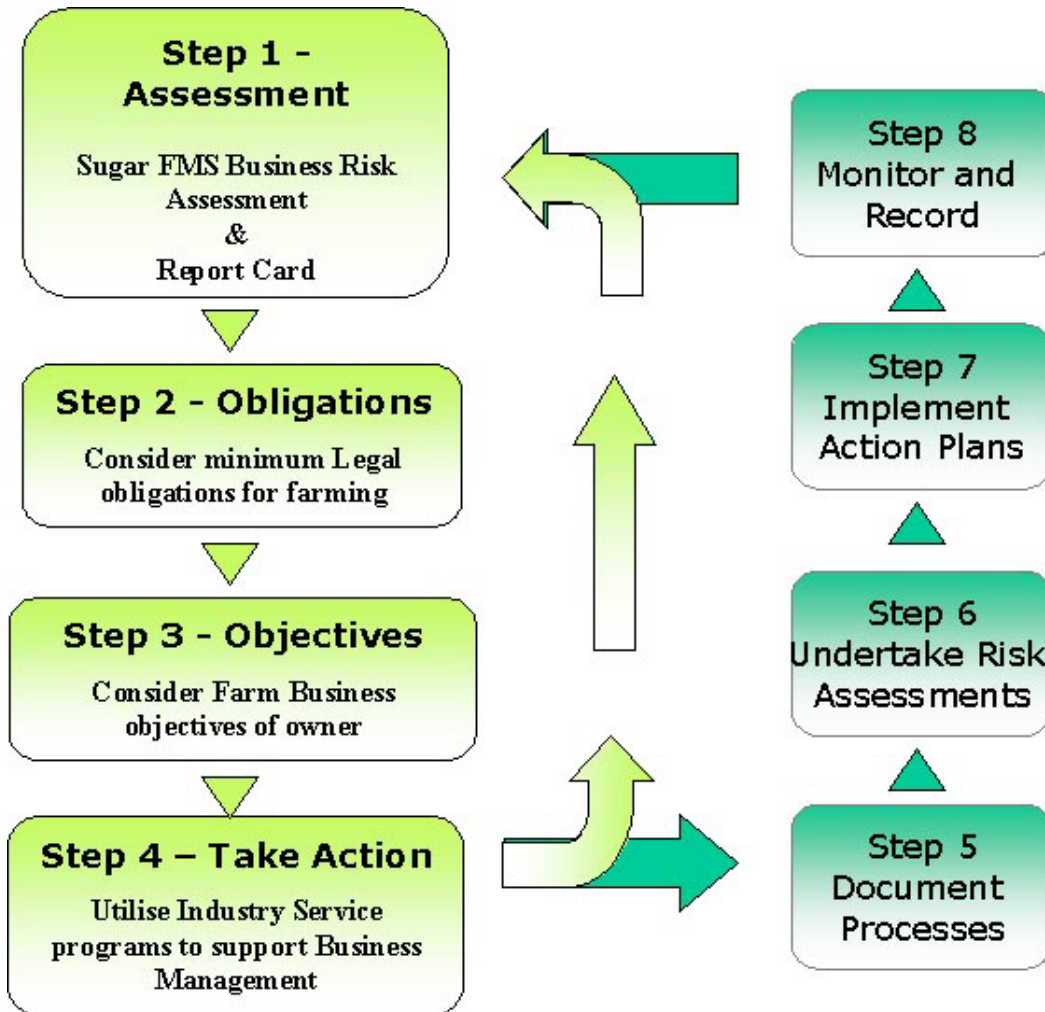 Step 1 -
Assessment
Sugar FMS Business Risk
Assessment
&
Report Card
Step 2 - Obligations
Consider minimum Legal
obligations for farming
Step 3 - Objectives
Consider Farm Business
objectives of owner
Step 4 – Take Action
Utilise Industry Service
programs to support Business
Management
Step 5
Document
Processes
Step 6
Undertake Risk
Assessments
Step 7
Implement
Action Plans
Step 8
Monitor and
Record